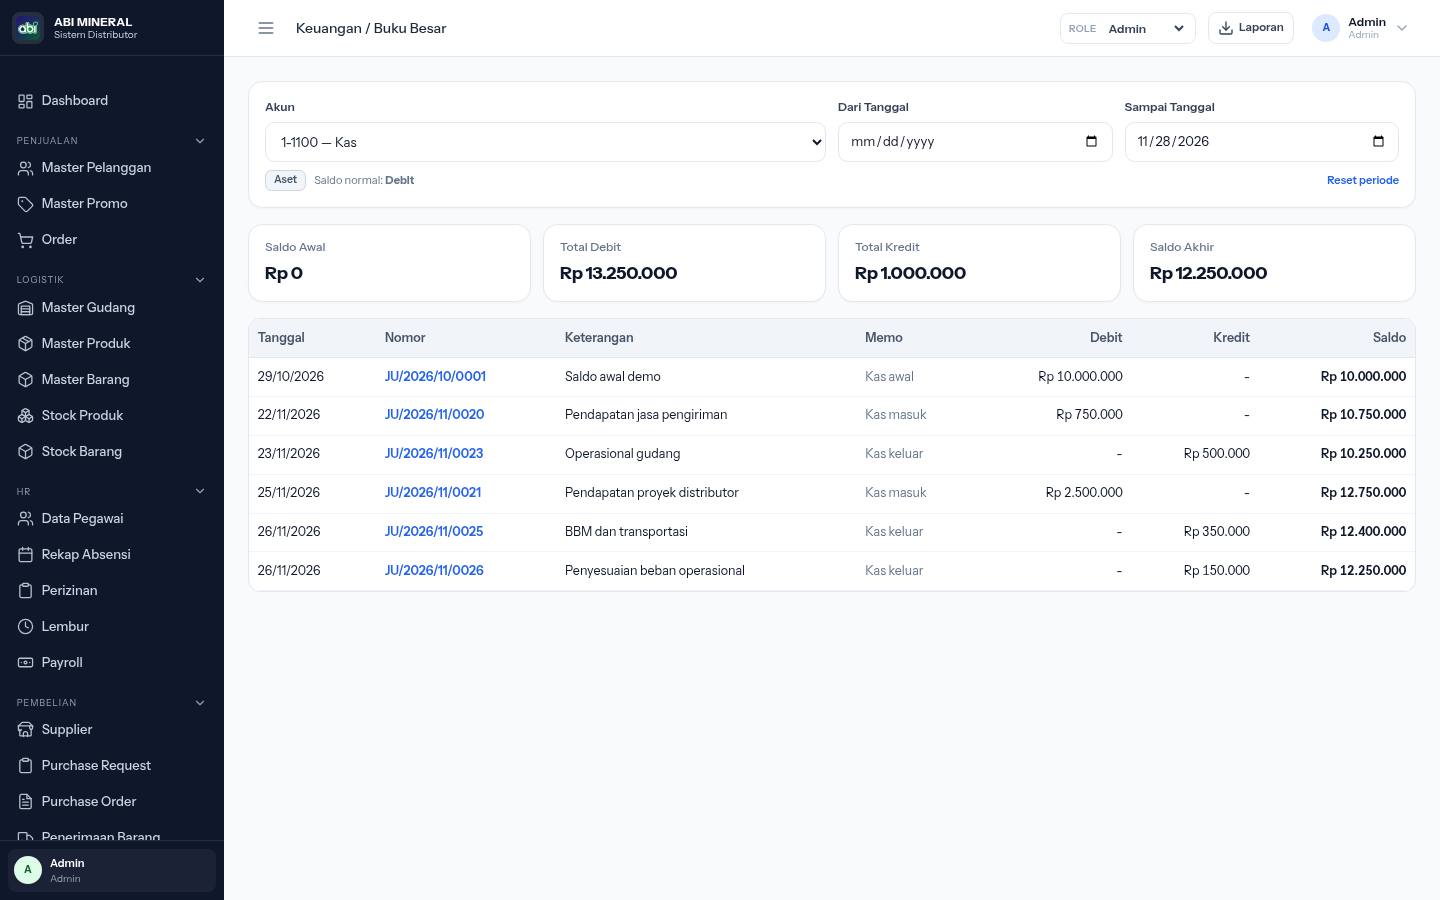 abi
ABI MINERAL
Sistem Distributor
Dashboard
PENJUALAN
Master Pelanggan
Master Promo
Order
LOGISTIK
Master Gudang
Master Produk
Master Barang
Stock Produk
Stock Barang
HR
Data Pegawai
Rekap Absensi
Perizinan
Lembur
Payroll
PEMBELIAN
Supplier
Purchase Request
Purchase Order
Penerimaan Barang
A
Admin
Admin
Keuangan / Buku Besar
ROLE Admin
Laporan
A
Admin
Admin
Akun
1-1100 — Kas
Dari Tanggal
mm/dd/yyyy
Sampai Tanggal
11/28/2026
Aset Saldo normal: Debit
Reset periode
Saldo Awal
Rp 0
Total Debit
Rp 13.250.000
Total Kredit
Rp 1.000.000
Saldo Akhir
Rp 12.250.000
Tanggal Nomor Keterangan Memo Debit Kredit Saldo
29/10/2026 JU/2026/10/0001 Saldo awal demo Kas awal Rp 10.000.000 - Rp 10.000.000
22/11/2026 JU/2026/11/0020 Pendapatan jasa pengiriman Kas masuk Rp 750.000 - Rp 10.750.000
23/11/2026 JU/2026/11/0023 Operasional gudang Kas keluar - Rp 500.000 Rp 10.250.000
25/11/2026 JU/2026/11/0021 Pendapatan proyek distributor Kas masuk Rp 2.500.000 - Rp 12.750.000
26/11/2026 JU/2026/11/0025 BBM dan transportasi Kas keluar - Rp 350.000 Rp 12.400.000
26/11/2026 JU/2026/11/0026 Penyesuaian beban operasional Kas keluar - Rp 150.000 Rp 12.250.000